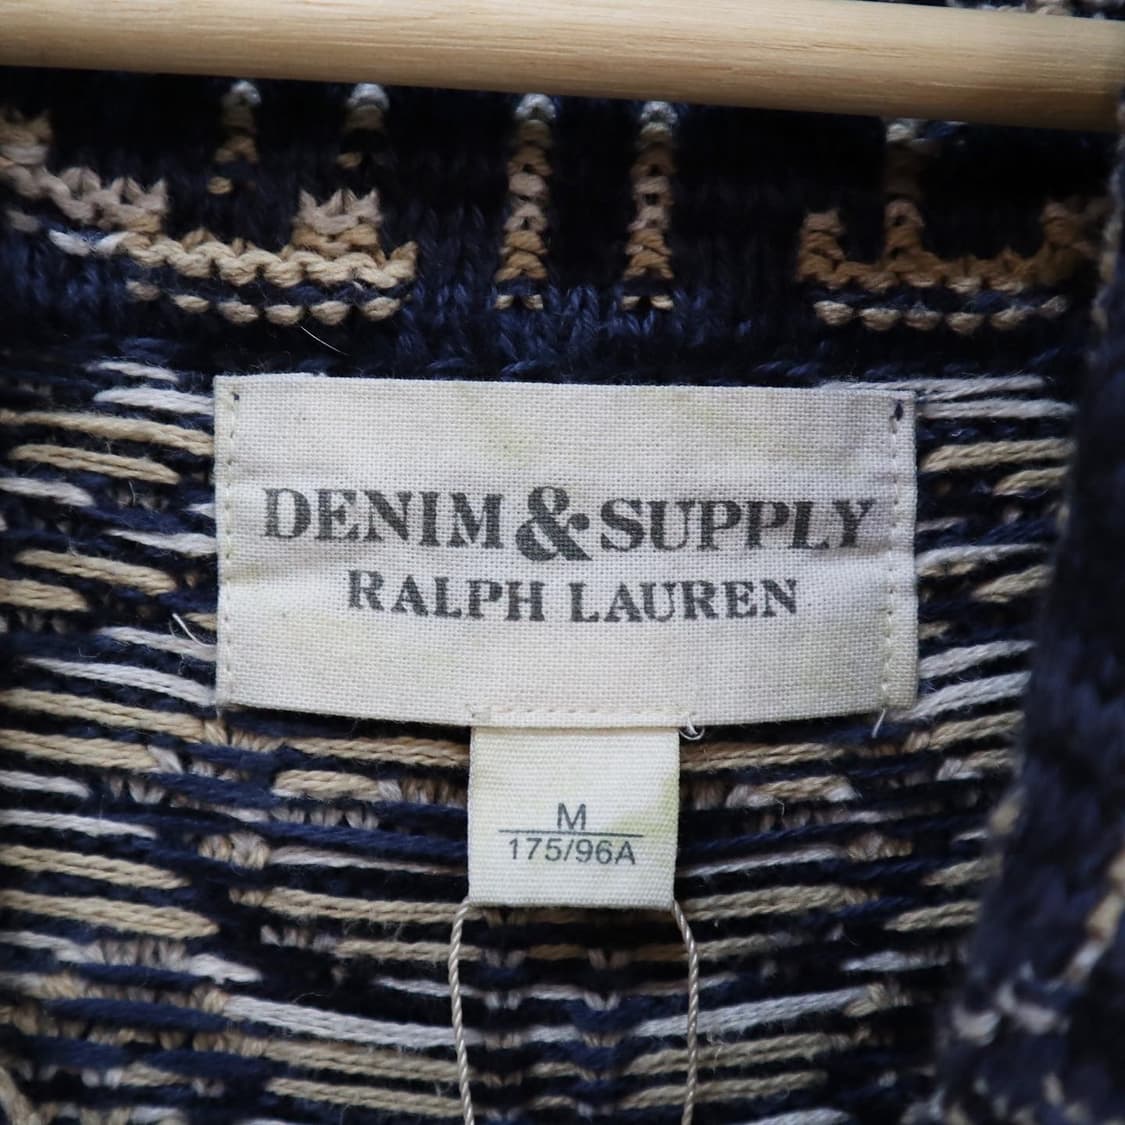 DENIM & SUPPLY
RALPH LAUREN
M
175/96A